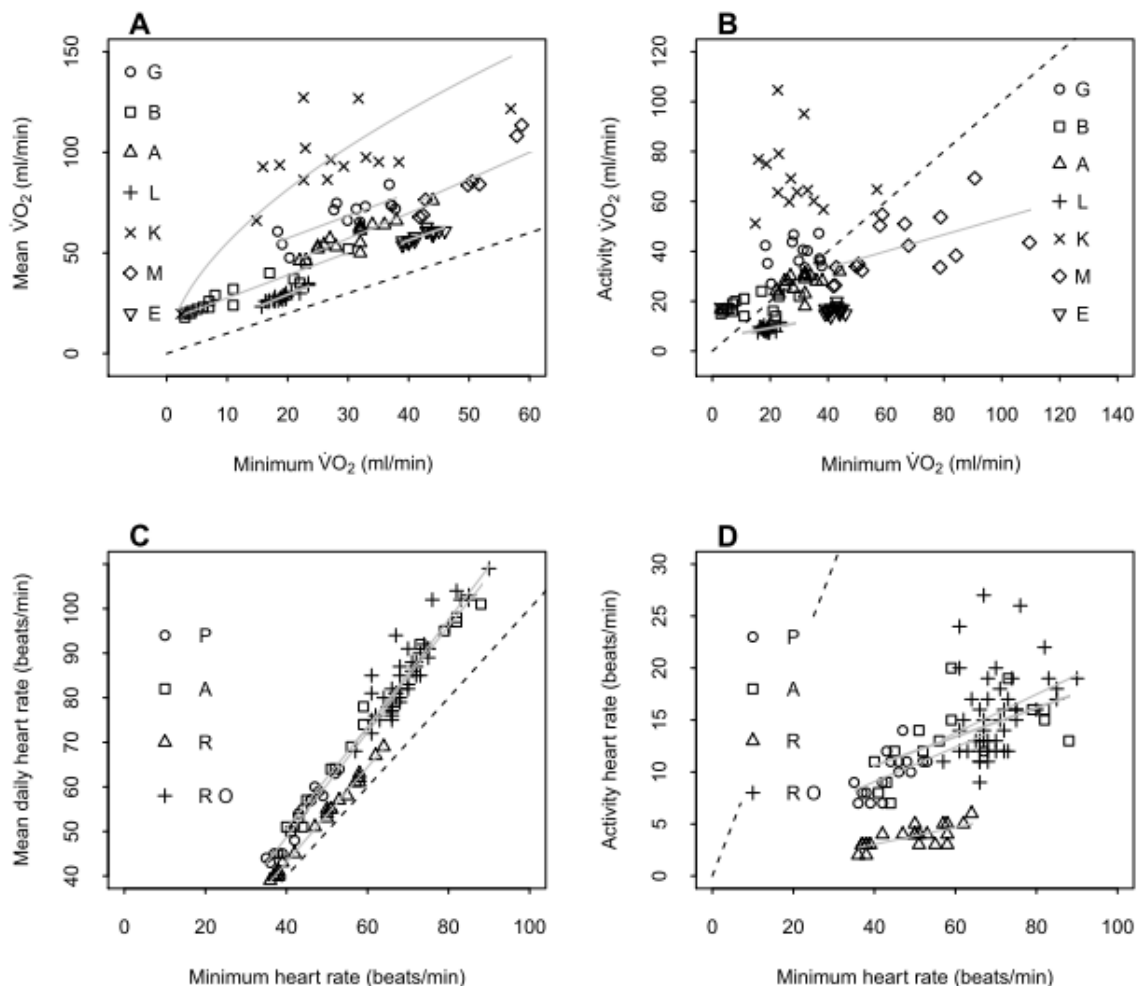 A
Mean V̇O₂ (ml/min)
0 50 100 150
G
B
A
L
K
M
E
0 10 20 30 40 50 60
Minimum V̇O₂ (ml/min)
B
Activity V̇O₂ (ml/min)
0 20 40 60 80 100 120
G
B
A
L
K
M
E
0 20 40 60 80 100 120 140
Minimum V̇O₂ (ml/min)
C
Mean daily heart rate (beats/min)
40 50 60 70 80 90 100
P
A
R
R O
0 20 40 60 80 100
Minimum heart rate (beats/min)
D
Activity heart rate (beats/min)
0 5 10 15 20 25 30
P
A
R
R O
0 20 40 60 80 100
Minimum heart rate (beats/min)